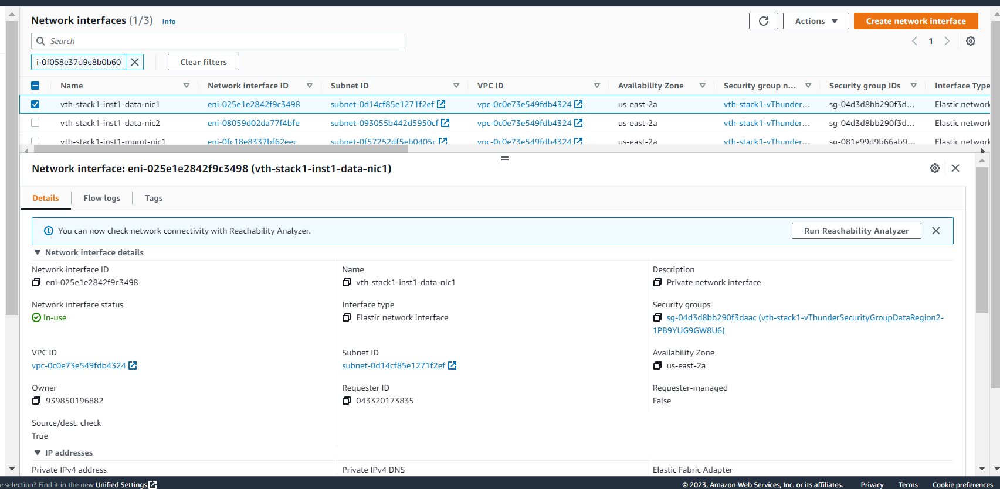 Network interfaces (1/3) Info
Actions
Create network interface
Search
1
i-0f058e37d9e8b0b60
Clear filters
Name Network interface ID Subnet ID VPC ID Availability Zone Security group n... Security group IDs Interface Type
vth-stack1-inst1-data-nic1 eni-025e1e2842f9c3498 subnet-0d14cf85e1271f2ef vpc-0c0e73e549fdb4324 us-east-2a vth-stack1-vThunder... sg-04d3d8bb290f3d... Elastic network
vth-stack1-inst1-data-nic2 eni-08059d02da77f4bfe subnet-093055b442d5950cf vpc-0c0e73e549fdb4324 us-east-2a vth-stack1-vThunder... sg-04d3d8bb290f3d... Elastic network
vth-stack1-inst1-mgmt-nic1 eni-0fc18e8337bf62eec subnet-0f57252df5eb0405c vpc-0c0e73e549fdb4324 us-east-2a vth-stack1-vThunder... sg-081e99d9b66ab9... Elastic network
Network interface: eni-025e1e2842f9c3498 (vth-stack1-inst1-data-nic1)
Details Flow logs Tags
You can now check network connectivity with Reachability Analyzer.
Run Reachability Analyzer
Network interface details
Network interface ID
eni-025e1e2842f9c3498
Name
vth-stack1-inst1-data-nic1
Description
Private network interface
Network interface status
In-use
Interface type
Elastic network interface
Security groups
sg-04d3d8bb290f3daac (vth-stack1-vThunderSecurityGroupDataRegion2-
1PB9YUG9GW8U6)
VPC ID
vpc-0c0e73e549fdb4324
Subnet ID
subnet-0d14cf85e1271f2ef
Availability Zone
us-east-2a
Owner
939850196882
Requester ID
043320173835
Requester-managed
False
Source/dest. check
True
IP addresses
Private IPv4 address
Private IPv4 DNS
Elastic Fabric Adapter
e selection? Find it in the new Unified Settings
© 2023, Amazon Web Services, Inc. or its affiliates. Privacy Terms Cookie preferences